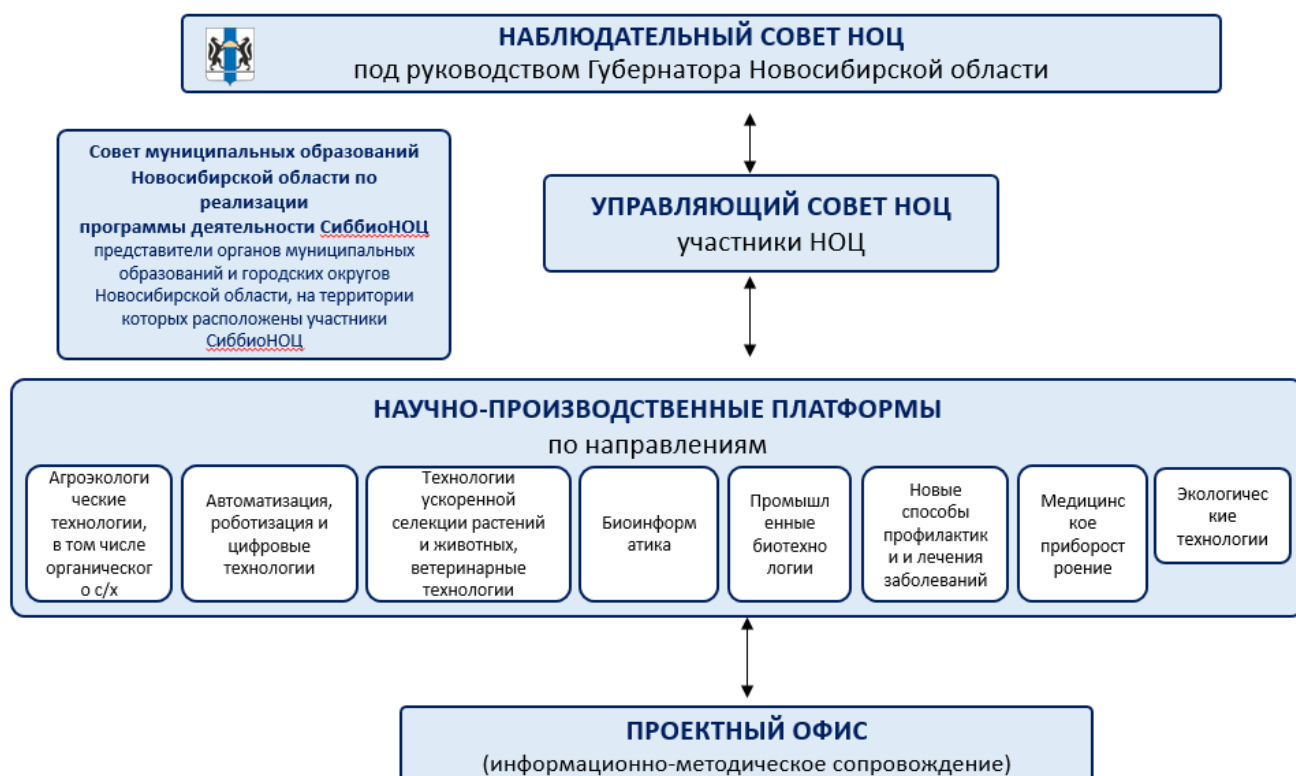 НАБЛЮДАТЕЛЬНЫЙ СОВЕТ НОЦ
под руководством Губернатора Новосибирской области
Совет муниципальных образований
Новосибирской области по
реализации
программы деятельности СиббиоНОЦ
представители органов муниципальных
образований и городских округов
Новосибирской области, на территории
которых расположены участники
СиббиоНОЦ
УПРАВЛЯЮЩИЙ СОВЕТ НОЦ
участники НОЦ
НАУЧНО-ПРОИЗВОДСТВЕННЫЕ ПЛАТФОРМЫ
по направлениям
Агроэкологи
ческие
технологии,
в том числе
органическог
о с/х
Автоматизация,
роботизация и
цифровые
технологии
Технологии
ускоренной
селекции растений
и животных,
ветеринарные
технологии
Биоинформ
атика
Промышл
енные
биотехно
логии
Новые
способы
профилактик
и и лечения
заболеваний
Медицинс
кое
приборост
роение
Экологичес
кие
технологии
ПРОЕКТНЫЙ ОФИС
(информационно-методическое сопровождение)